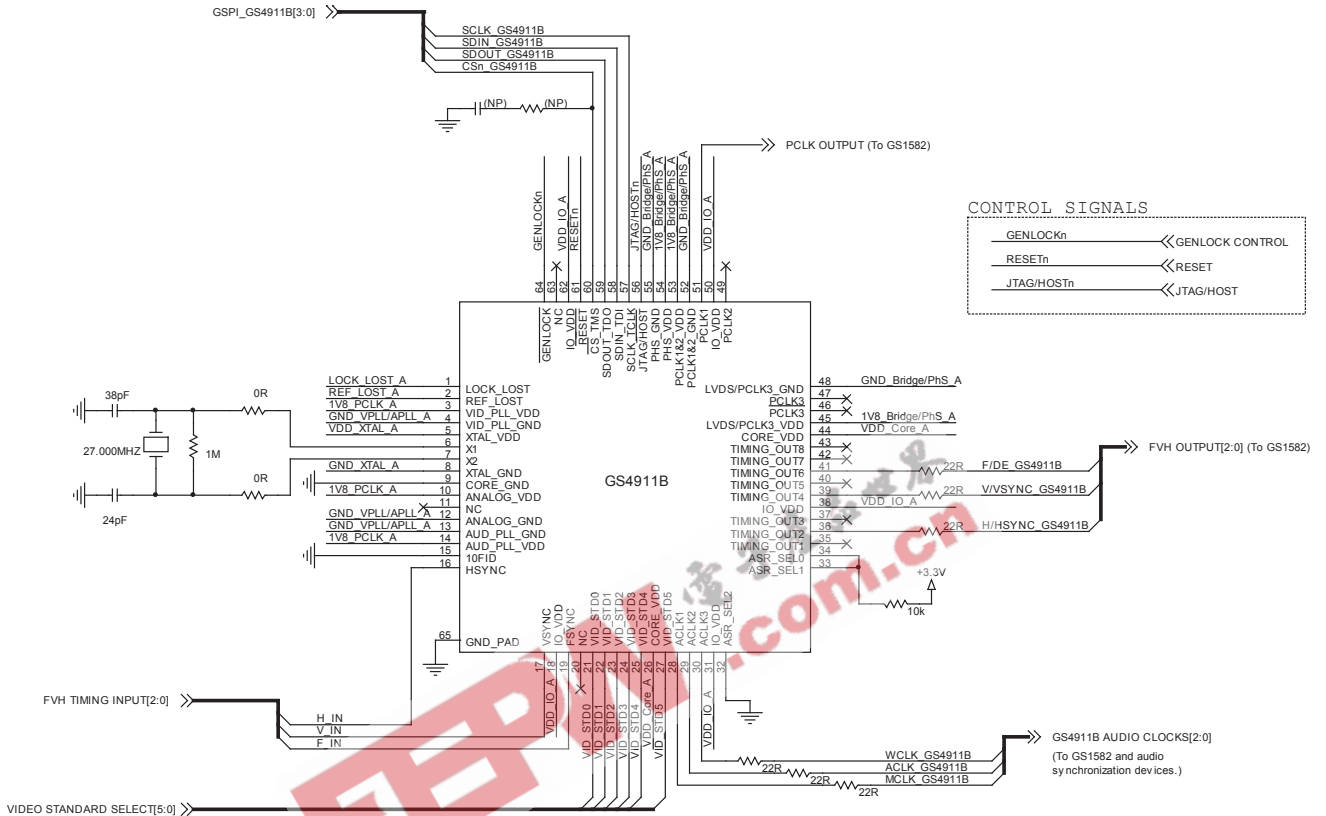 GSPI_GS4911B[3:0]
SCLK_GS4911B
SDIN_GS4911B
SDOUT_GS4911B
CSn_GS4911B
(NP)
(NP)
PCLK OUTPUT (To GS1582)
GENLOCKn
VDD_IO_A
RESETn
JTAG/HOSTn
GND_Bridge/PhS_A
1V8_Bridge/PhS_A
1V8_Bridge/PhS_A
GND_Bridge/PhS_A
VDD_IO_A
CONTROL SIGNALS
GENLOCKn
GENLOCK CONTROL
RESETn
RESET
JTAG/HOSTn
JTAG/HOST
64
63
62
61
60
59
58
57
56
55
54
53
52
51
50
49
GENLOCK
NC
IO_VDD
RESET
CS_TMS
SDOUT_TDO
SDIN_TDI
SCLK_TCLK
JTAG/HOST
PHS_GND
PHS_VDD
PCLK1&2_VDD
PCLK1&2_GND
PCLK1
IO_VDD
PCLK2
LOCK_LOST_A 1 LOCK_LOST
REF_LOST_A 2 REF_LOST
1V8_PCLK_A 3 VID_PLL_VDD
GND_VPLL/APLL_A 4 VID_PLL_GND
VDD_XTAL_A 5 XTAL_VDD
6 X1
7 X2
GND_XTAL_A 8 XTAL_GND
9 CORE_GND
1V8_PCLK_A 10 ANALOG_VDD
11 NC
GND_VPLL/APLL_A 12 ANALOG_GND
GND_VPLL/APLL_A 13 AUD_PLL_GND
1V8_PCLK_A 14 AUD_PLL_VDD
15 10FID
16 HSYNC
65 GND_PAD
38pF
0R
27.000MHZ
1M
0R
24pF
GS4911B
LVDS/PCLK3_GND 48 GND_Bridge/PhS_A
PCLK3 47
PCLK3 46
LVDS/PCLK3_VDD 45 1V8_Bridge/PhS_A
CORE_VDD 44 VDD_Core_A
TIMING_OUT8 43
TIMING_OUT7 42
TIMING_OUT6 41 22R F/DE_GS4911B
TIMING_OUT5 40
TIMING_OUT4 39 22R V/VSYNC_GS4911B
IO_VDD 38 VDD_IO_A
TIMING_OUT3 37
TIMING_OUT2 36 22R H/HSYNC_GS4911B
TIMING_OUT1 35
ASR_SEL0 34
ASR_SEL1 33
FVH OUTPUT[2:0] (To GS1582)
+3.3V
10k
電子產品世界
EEPW.com.cn
VSYNC
IO_VDD
FSYNC
NC
VID_STD0
VID_STD1
VID_STD2
VID_STD3
VID_STD4
CORE_VDD
VID_STD5
ACLK1
ACLK2
ACLK3
IO_VDD
ASR_SEL2
17
18
19
20
21
22
23
24
25
26
27
28
29
30
31
32
VDD_IO_A
VID_STD0
VID_STD1
VID_STD2
VID_STD3
VID_STD4
VDD_Core_A
VID_STD5
VDD_IO_A
FVH TIMING INPUT[2:0]
H_IN
V_IN
F_IN
WCLK_GS4911B
22R ACLK_GS4911B
22R MCLK_GS4911B
22R
GS4911B AUDIO CLOCKS[2:0]
(To GS1582 and audio
synchronization devices.)
VIDEO STANDARD SELECT[5:0]